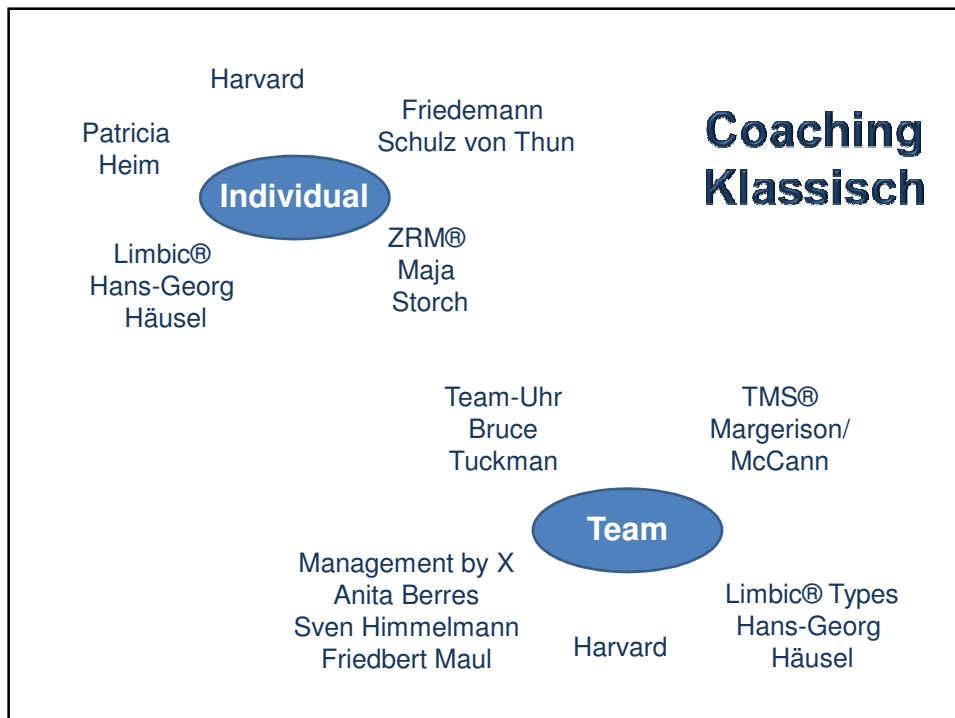 Harvard
Friedemann
Schulz von Thun
Patricia
Heim
Coaching
Klassisch
Individual
Limbic®
Hans-Georg
Häusel
ZRM®
Maja
Storch
Team-Uhr
Bruce
Tuckman
TMS®
Margerison/
McCann
Team
Management by X
Anita Berres
Sven Himmelmann
Friedbert Maul
Harvard
Limbic® Types
Hans-Georg
Häusel